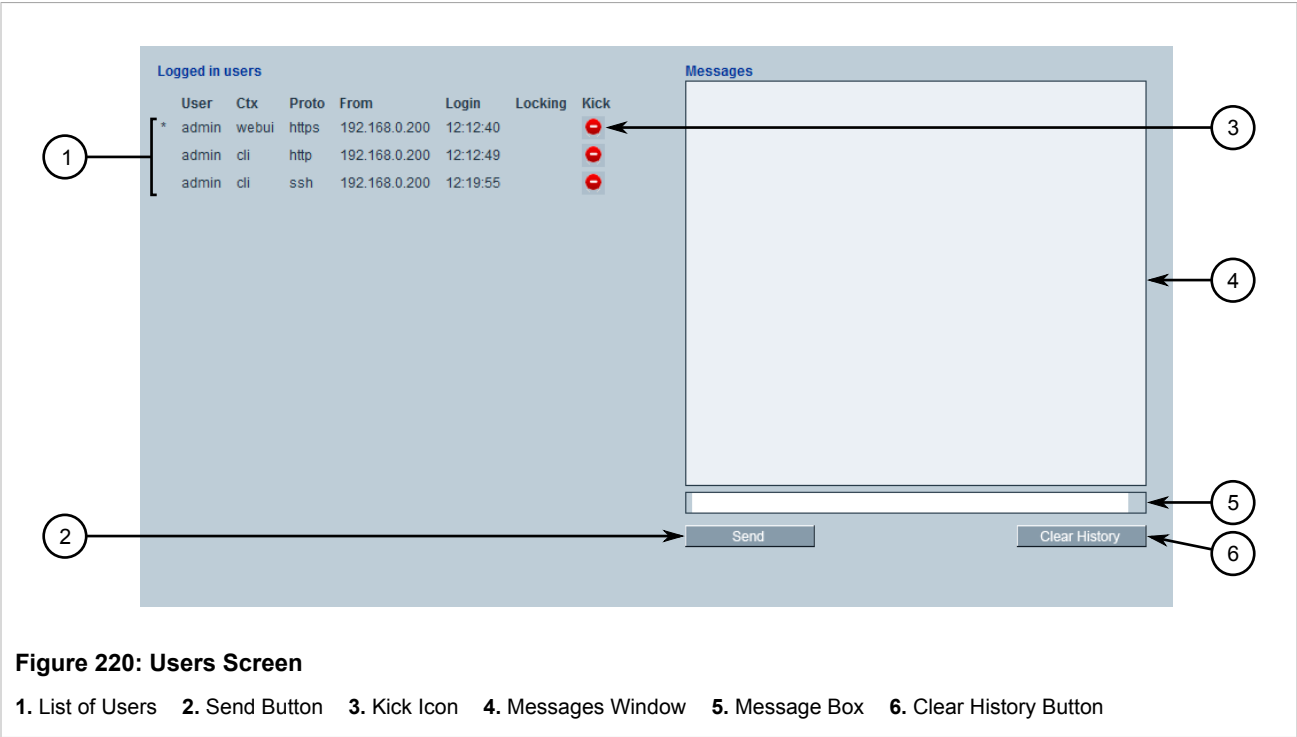 Logged in users
User Ctx Proto From Login Locking Kick
* admin webui https 192.168.0.200 12:12:40
admin cli http 192.168.0.200 12:12:49
admin cli ssh 192.168.0.200 12:19:55
Messages
Send
Clear History
1
2
3
4
5
6
Figure 220: Users Screen
1. List of Users 2. Send Button 3. Kick Icon 4. Messages Window 5. Message Box 6. Clear History Button